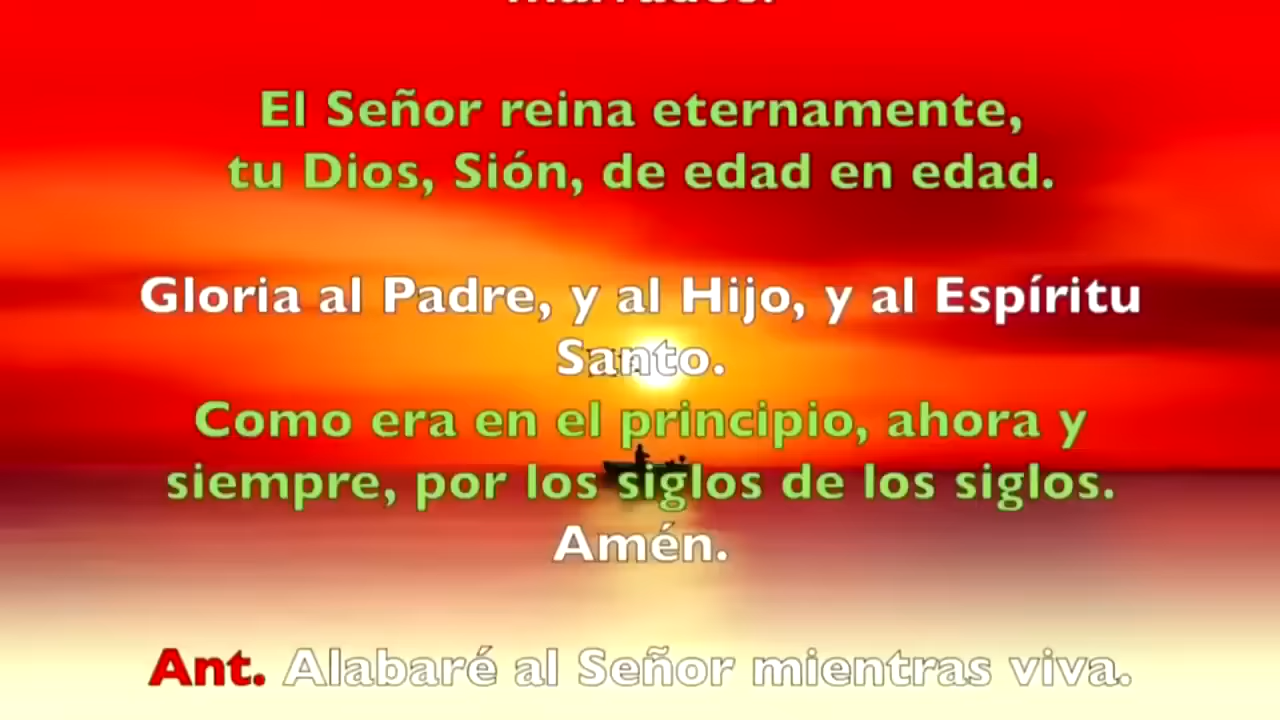 El Señor reina eternamente,
tu Dios, Sión, de edad en edad.
Gloria al Padre, y al Hijo, y al Espíritu
Santo.
Como era en el principio, ahora y
siempre, por los siglos de los siglos.
Amén.
Ant. Alabaré al Señor mientras viva.